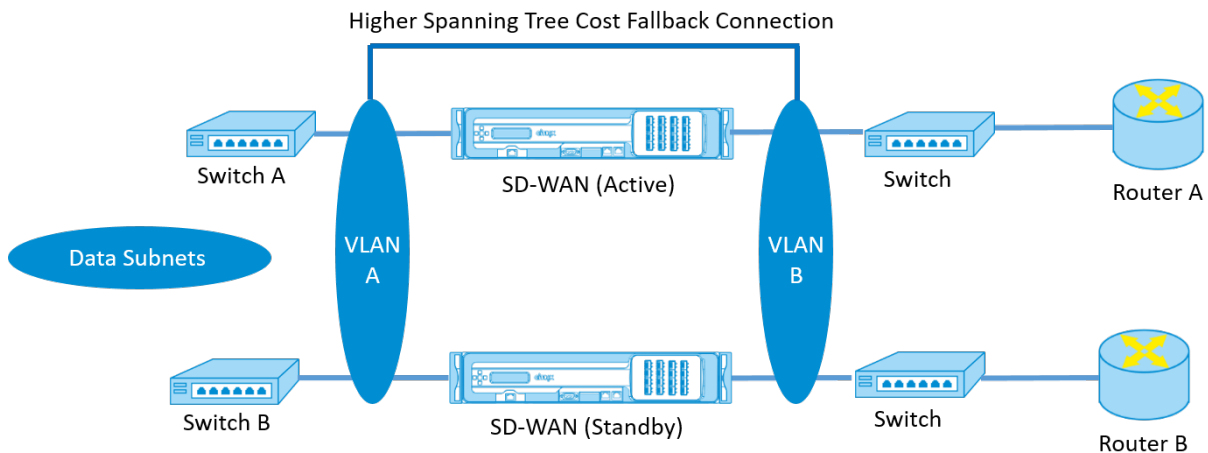 Higher Spanning Tree Cost Fallback Connection
Switch A
SD-WAN (Active)
Switch
Router A
Data Subnets
VLAN
A
VLAN
B
Switch B
SD-WAN (Standby)
Switch
Router B